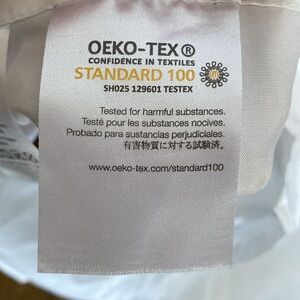 OEKO-TEX®
CONFIDENCE IN TEXTILES
STANDARD 100
SH025 129601 TESTEX
Tested for harmful substances.
Testé pour les substances nocives.
Probado para sustancias perjudiciales.
有害物質に対する試験済。
www.oeko-tex.com/standard100